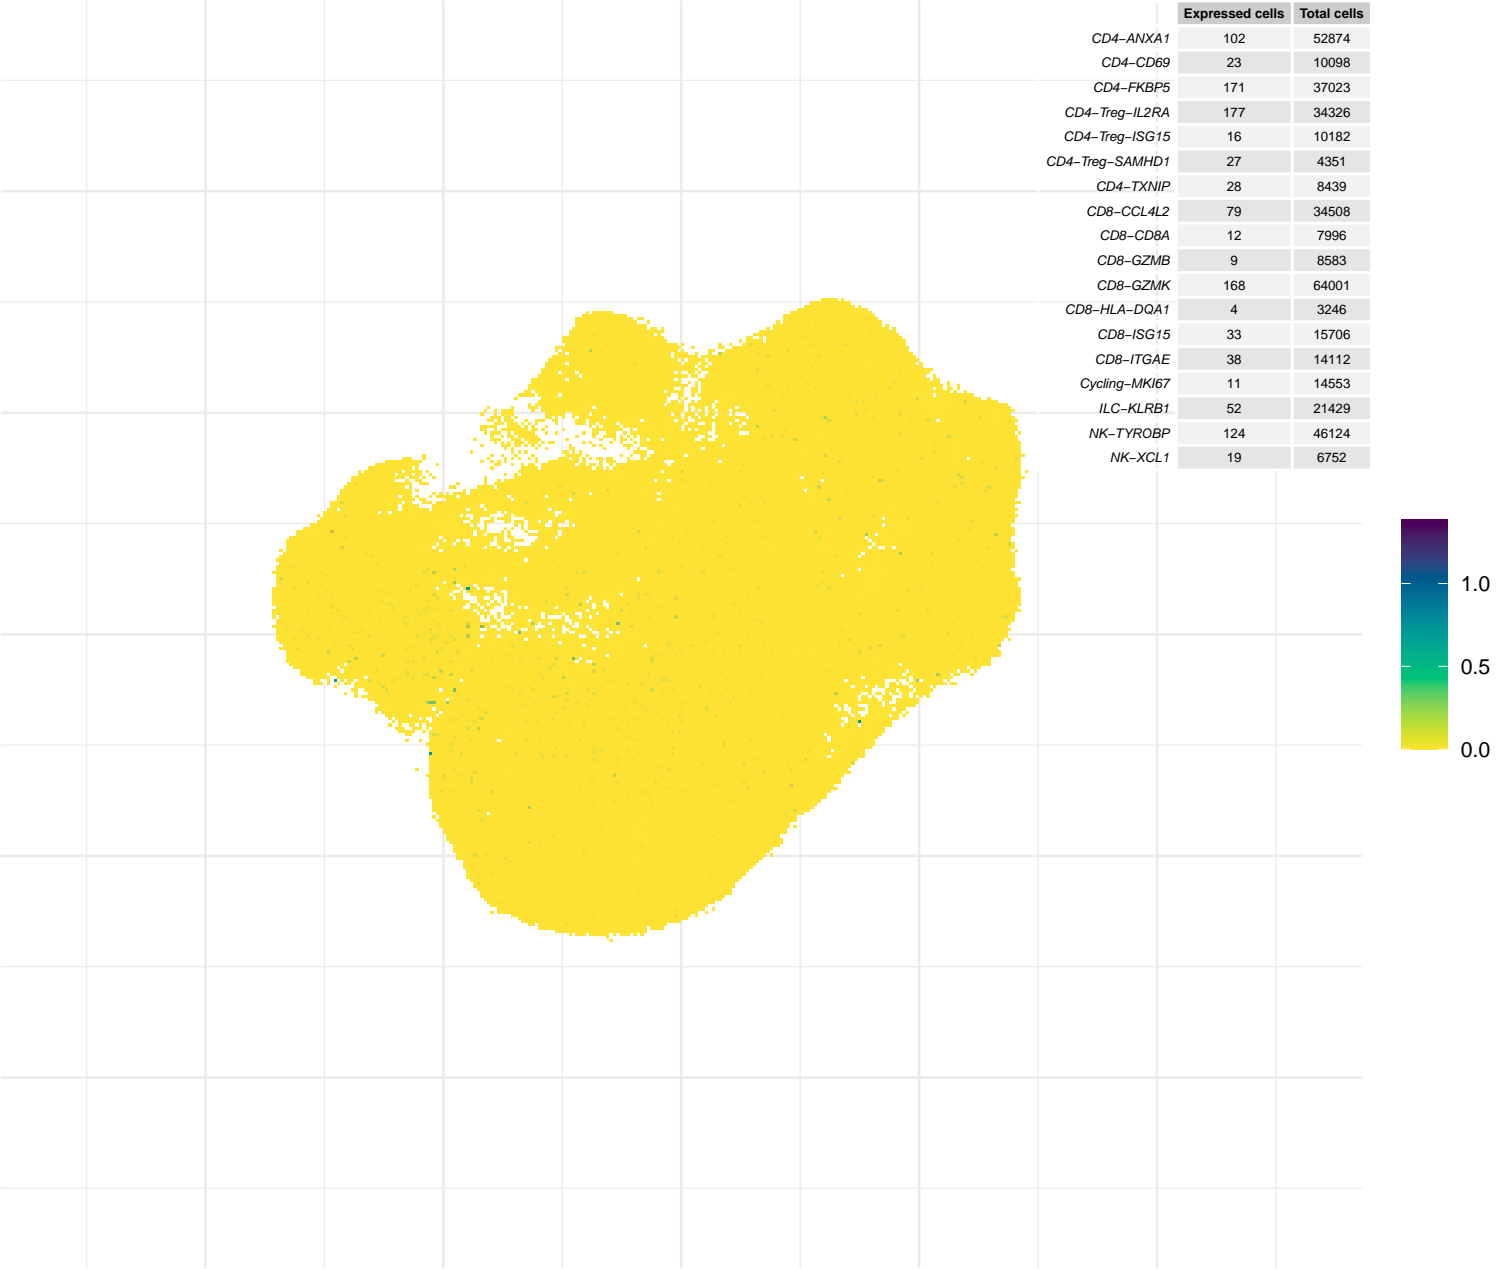 Expressed cells Total cells
CD4−ANXA1 102 52874
CD4−CD69 23 10098
CD4−FKBP5 171 37023
CD4−Treg−IL2RA 177 34326
CD4−Treg−ISG15 16 10182
CD4−Treg−SAMHD1 27 4351
CD4−TXNIP 28 8439
CD8−CCL4L2 79 34508
CD8−CD8A 12 7996
CD8−GZMB 9 8583
CD8−GZMK 168 64001
CD8−HLA−DQA1 4 3246
CD8−ISG15 33 15706
CD8−ITGAE 38 14112
Cycling−MKI67 11 14553
ILC−KLRB1 52 21429
NK−TYROBP 124 46124
NK−XCL1 19 6752
1.0
0.5
0.0